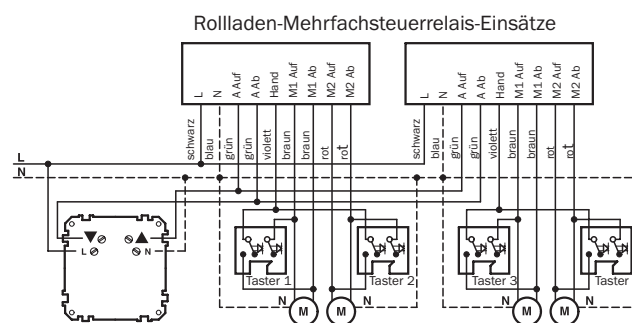 Rollladen-Mehrfachsteuerrelais-Einsätze
L N A Auf A Ab Hand M1 Auf M1 Ab M2 Auf M2 Ab
L N A Auf A Ab Hand M1 Auf M1 Ab M2 Auf M2 Ab
schwarz blau grün grün violett braun braun rot rot
schwarz blau grün grün violett braun braun rot rot
L
N
L N
Taster 1 Taster 2 Taster 3 Taster
N M M N N M M N